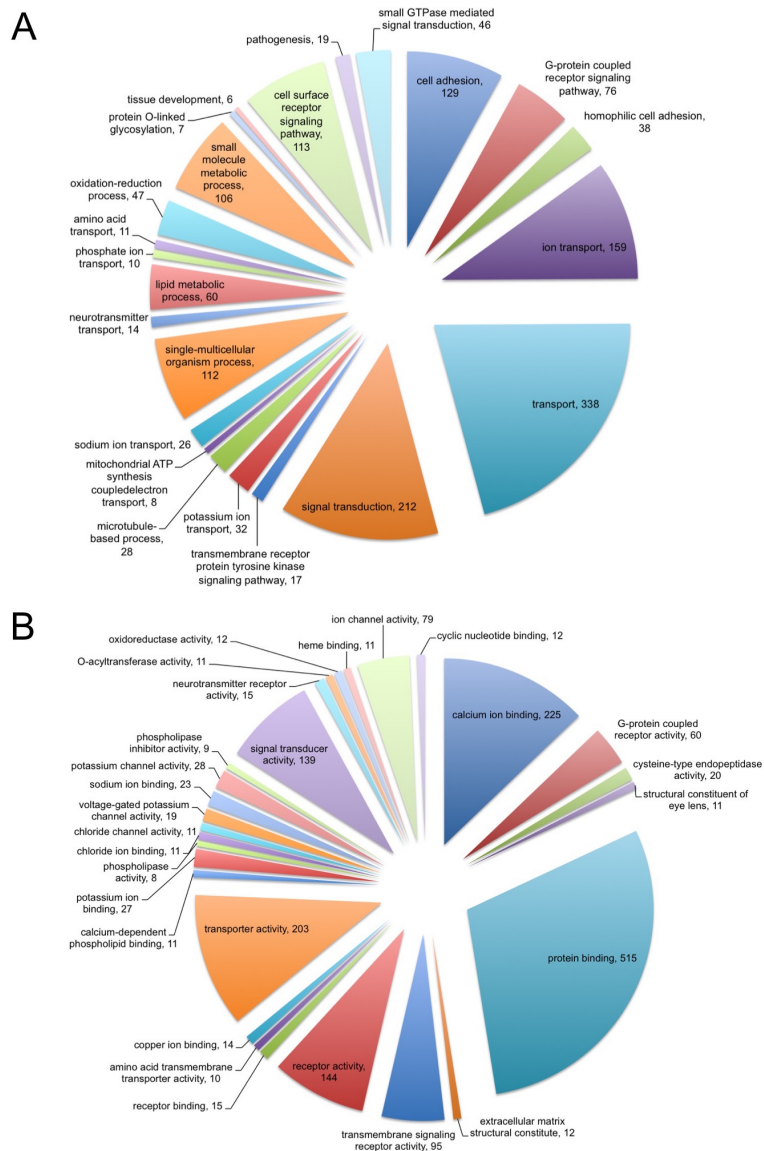 A
small GTPase mediated
signal transduction, 46
pathogenesis, 19
cell adhesion,
129
G-protein coupled
receptor signaling
pathway, 76
homophilic cell adhesion,
38
ion transport, 159
transport, 338
signal transduction, 212
transmembrane receptor
protein tyrosine kinase
signaling pathway, 17
potassium ion
transport, 32
microtubule-
based process,
28
mitochondrial ATP
synthesis
coupledelectron
transport, 8
sodium ion transport, 26
single-multicellular
organism process,
112
neurotransmitter
transport, 14
lipid metabolic
process, 60
phosphate ion
transport, 10
amino acid
transport, 11
oxidation-reduction
process, 47
small
molecule
metabolic
process,
106
protein O-linked
glycosylation, 7
tissue development, 6
cell surface
receptor
signaling
pathway,
113
B
ion channel activity, 79
cyclic nucleotide binding, 12
calcium ion binding, 225
G-protein coupled
receptor activity, 60
cysteine-type endopeptidase
activity, 20
structural constituent of
eye lens, 11
protein binding, 515
extracellular matrix
structural constitute, 12
transmembrane signaling
receptor activity, 95
receptor activity,
144
receptor binding, 15
amino acid transmembrane
transporter activity, 10
copper ion binding, 14
transporter activity, 203
calcium-dependent
phospholipid binding, 11
potassium ion
binding, 27
phospholipase
activity, 8
chloride ion binding, 11
chloride channel activity, 11
voltage-gated potassium
channel activity, 19
sodium ion binding, 23
potassium channel activity, 28
phospholipase
inhibitor activity, 9
signal transducer
activity, 139
neurotransmitter receptor
activity, 15
O-acyltransferase activity, 11
oxidoreductase activity, 12
heme binding, 11